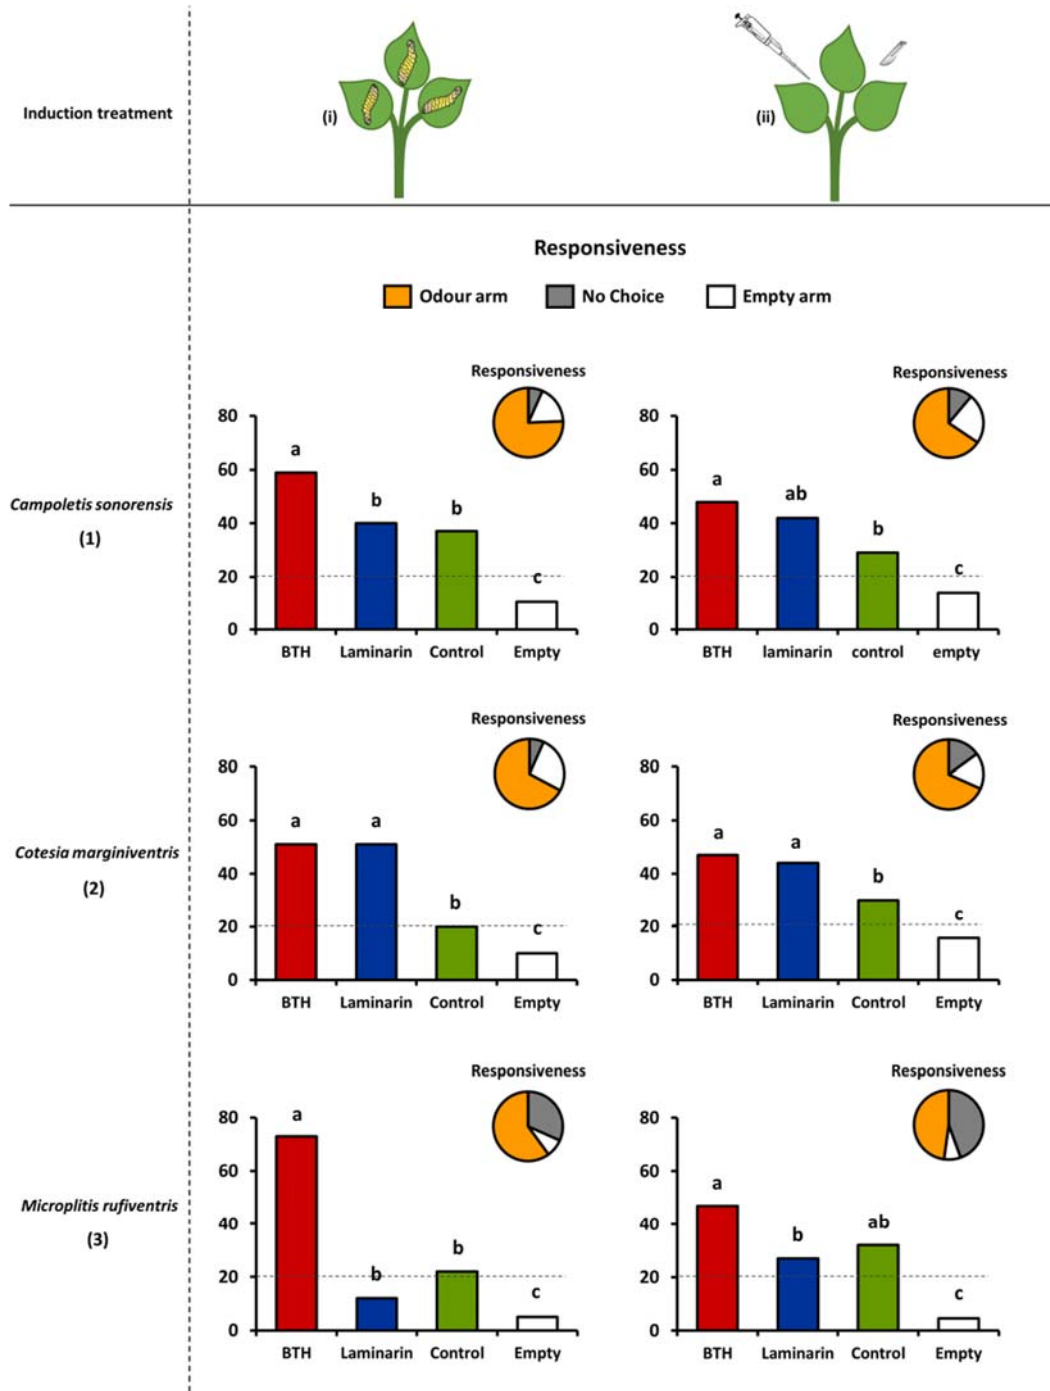 Induction treatment
(i)
(ii)
Responsiveness
Odour arm
No Choice
Empty arm
Campoletis sonorensis
(1)
Responsiveness
80
60
40
20
0
a
b
b
c
BTH
Laminarin
Control
Empty
Responsiveness
80
60
40
20
0
a
ab
b
c
BTH
laminarin
control
empty
Cotesia marginiventris
(2)
Responsiveness
80
60
40
20
0
a
a
b
c
BTH
Laminarin
Control
Empty
Responsiveness
80
60
40
20
0
a
a
b
c
BTH
Laminarin
Control
Empty
Microplitis rufiventris
(3)
Responsiveness
80
60
40
20
0
a
b
b
c
BTH
Laminarin
Control
Empty
Responsiveness
80
60
40
20
0
a
b
ab
c
BTH
Laminarin
Control
Empty